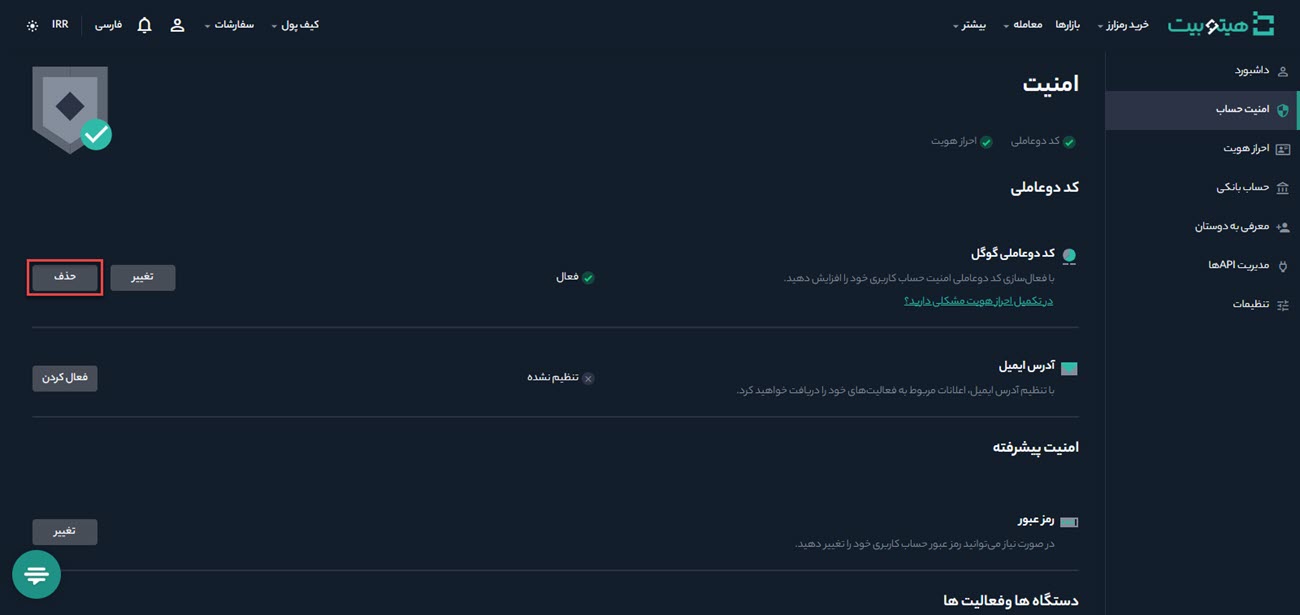 هیتوبیت
خرید رمزارز
بازارها
معامله
بیشتر
کیف پول
سفارشات
فارسی
IRR
داشبورد
امنیت حساب
احراز هویت
حساب بانکی
معرفی به دوستان
مدیریت APIها
تنظیمات
امنیت
کد دوعاملی
احراز هویت
کد دوعاملی
کد دوعاملی گوگل
با فعال‌سازی کد دوعاملی امنیت حساب کاربری خود را افزایش دهید.
در تکمیل احراز هویت مشکلی دارید؟
فعال
تغییر
حذف
آدرس ایمیل
با تنظیم آدرس ایمیل، اعلانات مربوط به فعالیت‌های خود را دریافت خواهید کرد.
تنظیم نشده
فعال کردن
امنیت پیشرفته
رمز عبور
در صورت نیاز می‌توانید رمز عبور حساب کاربری خود را تغییر دهید.
تغییر
دستگاه ها وفعالیت ها